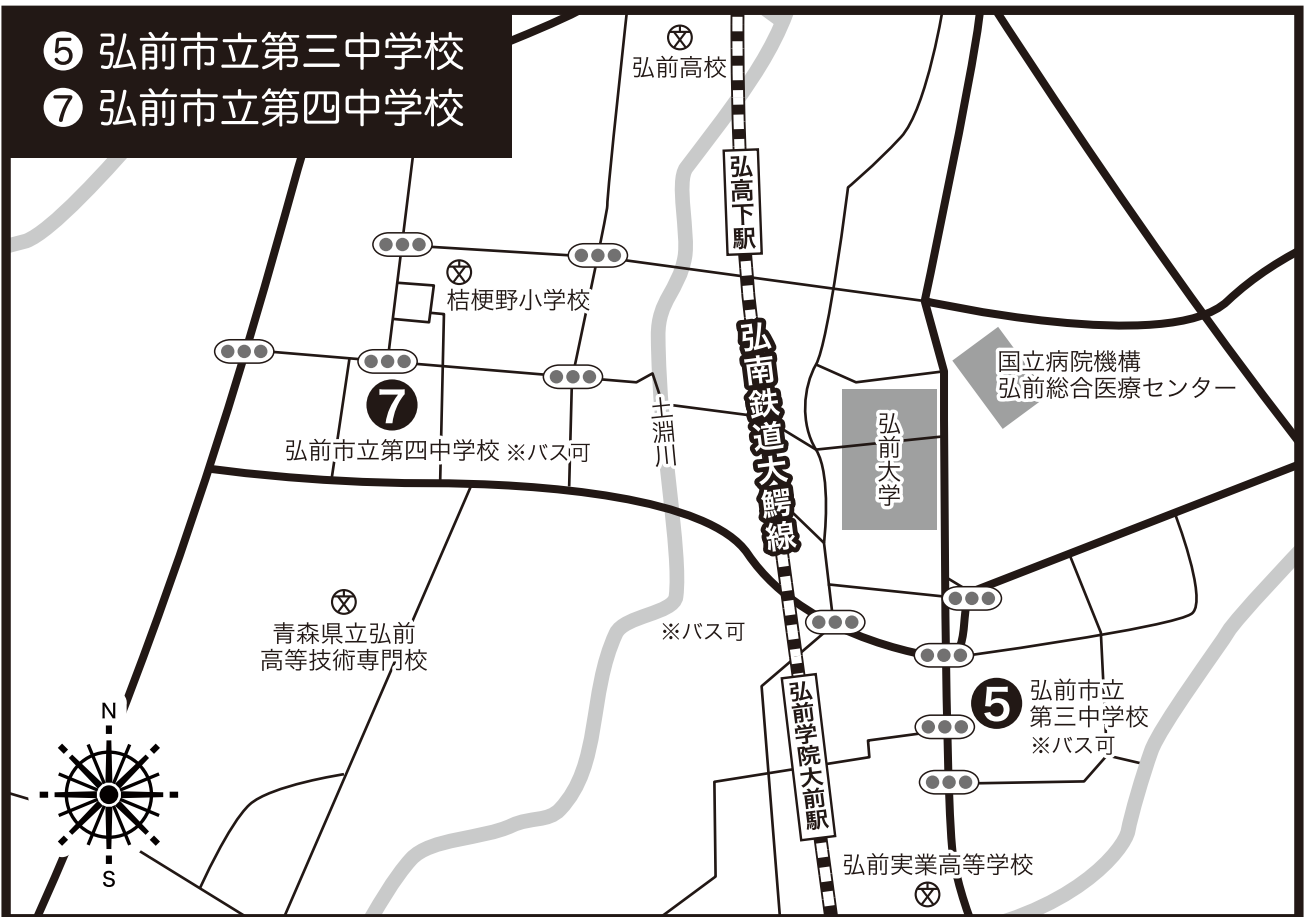 ❺ 弘前市立第三中学校
❼ 弘前市立第四中学校
文
弘前高校
弘高下駅
文
桔梗野小学校
弘南鉄道大鰐線
国立病院機構
弘前総合医療センター
❼
弘前市立第四中学校 ※バス可
土淵川
弘前大学
文
青森県立弘前
高等技術専門校
※バス可
❺
弘前市立
第三中学校
※バス可
弘前学院大前駅
N
S
弘前実業高等学校
文